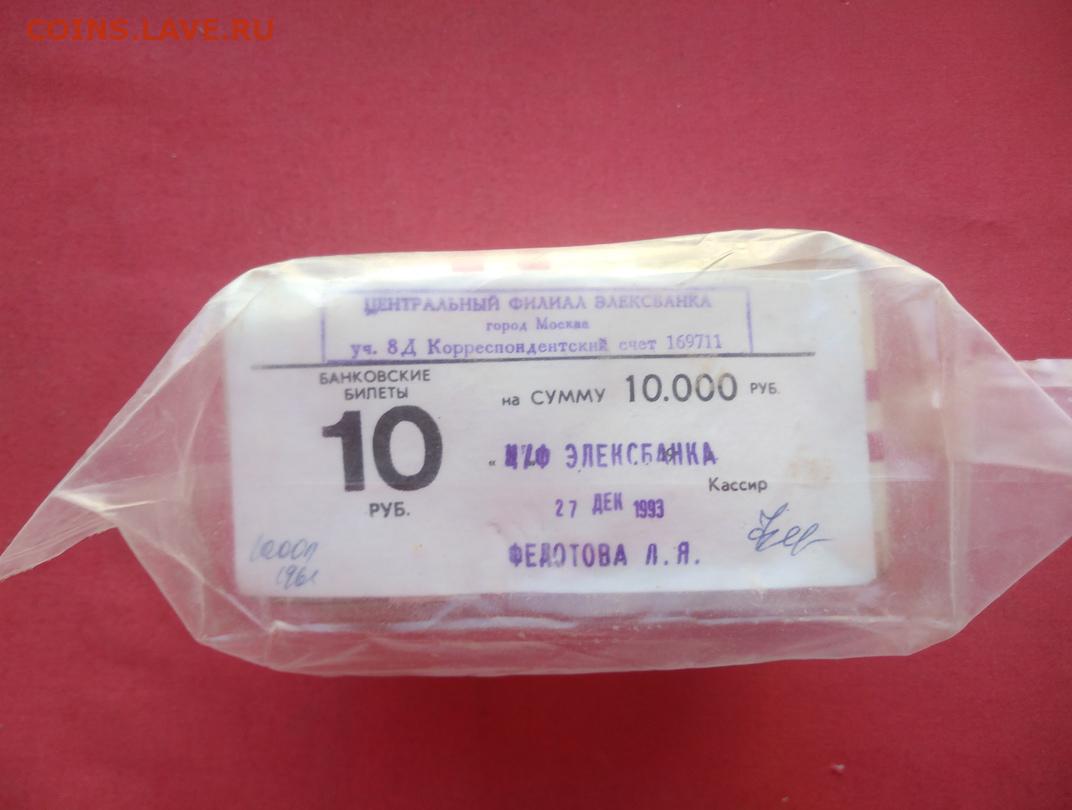 COINS.LAVE.RU
ЦЕНТРАЛЬНЫЙ ФИЛИАЛ ЭЛЕКСБАНКА
город Москва
уч. 8Д Корреспондентский счет 169711
БАНКОВСКИЕ
БИЛЕТЫ
10
РУБ.
на СУММУ 10.000 РУБ.
ЭЛЕКСБАНКА
Кассир
27 ДЕК 1993
ФЕДОТОВА Л.Я.